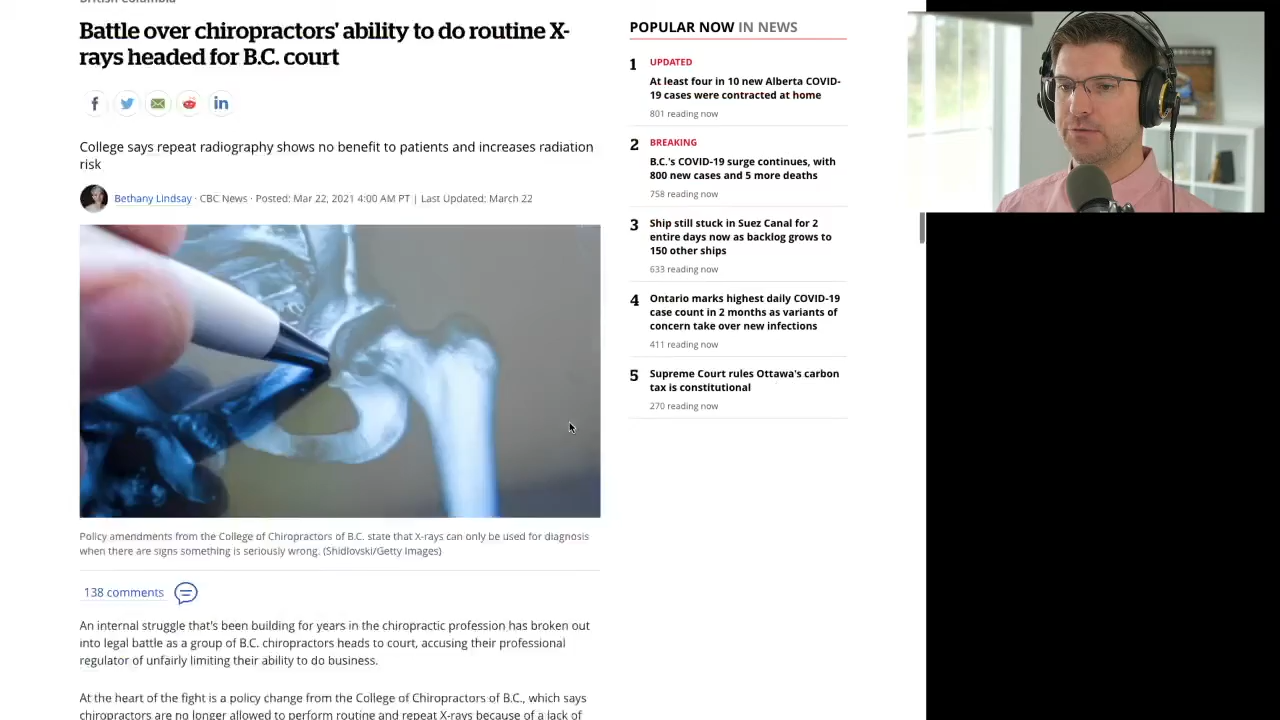 British Columbia
Battle over chiropractors' ability to do routine X-
rays headed for B.C. court
College says repeat radiography shows no benefit to patients and increases radiation
risk
Bethany Lindsay · CBC News · Posted: Mar 22, 2021 4:00 AM PT | Last Updated: March 22
Policy amendments from the College of Chiropractors of B.C. state that X-rays can only be used for diagnosis
when there are signs something is seriously wrong. (Shidlovski/Getty Images)
138 comments
An internal struggle that's been building for years in the chiropractic profession has broken out
into legal battle as a group of B.C. chiropractors heads to court, accusing their professional
regulator of unfairly limiting their ability to do business.
At the heart of the fight is a policy change from the College of Chiropractors of B.C., which says
chiropractors are no longer allowed to perform routine and repeat X-rays because of a lack of
POPULAR NOW IN NEWS
1 UPDATED
At least four in 10 new Alberta COVID-
19 cases were contracted at home
801 reading now
2 BREAKING
B.C.'s COVID-19 surge continues, with
800 new cases and 5 more deaths
758 reading now
3 Ship still stuck in Suez Canal for 2
entire days now as backlog grows to
150 other ships
633 reading now
4 Ontario marks highest daily COVID-19
case count in 2 months as variants of
concern take over new infections
411 reading now
5 Supreme Court rules Ottawa's carbon
tax is constitutional
270 reading now